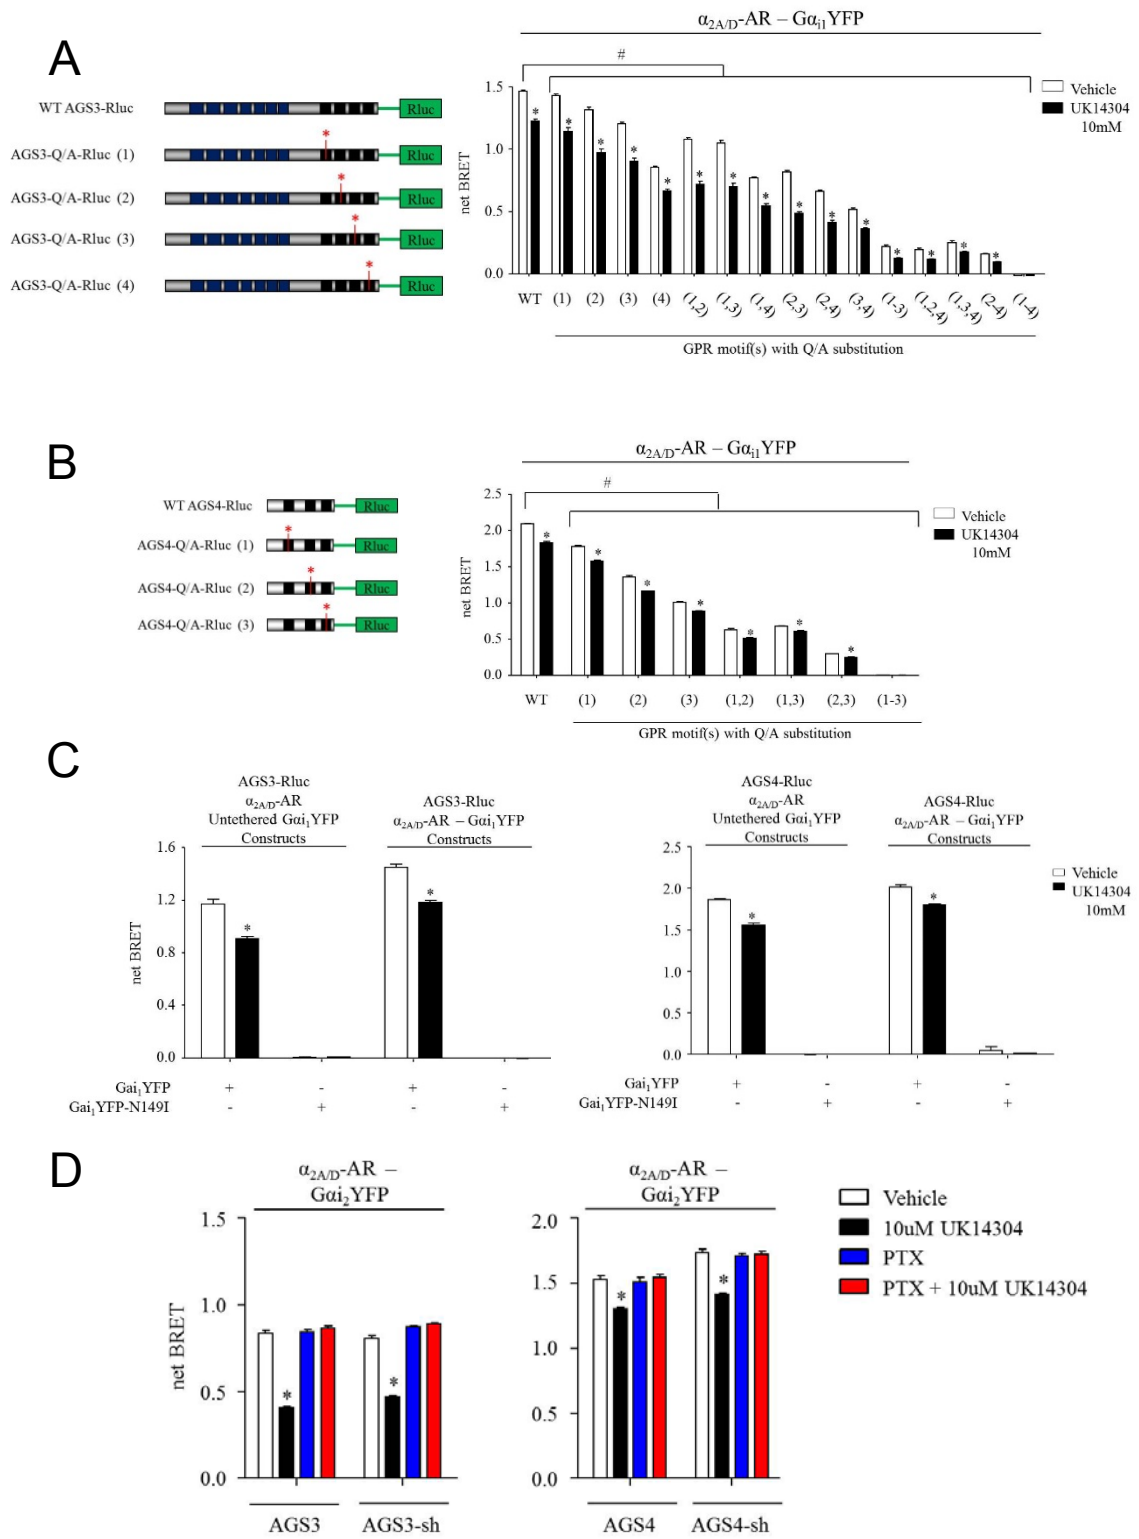 A
α2A/D-AR – Gαi1YFP
#
WT AGS3-Rluc
Rluc
*
AGS3-Q/A-Rluc (1)
Rluc
*
AGS3-Q/A-Rluc (2)
Rluc
*
AGS3-Q/A-Rluc (3)
Rluc
*
AGS3-Q/A-Rluc (4)
Rluc
net BRET
1.5
1.0
0.5
0.0
* * * * * * * * * * * * * * *
Vehicle
UK14304
10mM
WT (1) (2) (3) (4) (1,2) (1,3) (1,4) (2,3) (2,4) (3,4) (1-3) (1,2,4) (1,3,4) (2-4) (1-4)
GPR motif(s) with Q/A substitution
B
α2A/D-AR – Gαi1YFP
#
WT AGS4-Rluc
Rluc
*
AGS4-Q/A-Rluc (1)
Rluc
*
AGS4-Q/A-Rluc (2)
Rluc
*
AGS4-Q/A-Rluc (3)
Rluc
net BRET
2.5
2.0
1.5
1.0
0.5
0.0
* * * * * * *
Vehicle
UK14304
10mM
WT (1) (2) (3) (1,2) (1,3) (2,3) (1-3)
GPR motif(s) with Q/A substitution
C
AGS3-Rluc
α2A/D-AR
Untethered Gαi1YFP
Constructs
AGS3-Rluc
α2A/D-AR – Gαi1YFP
Constructs
net BRET
1.6
1.2
0.8
0.4
0.0
* *
Gai1YFP + - + -
Gai1YFP-N149I - + - +
AGS4-Rluc
α2A/D-AR
Untethered Gαi1YFP
Constructs
AGS4-Rluc
α2A/D-AR – Gαi1YFP
Constructs
2.5
2.0
1.5
1.0
0.5
0.0
* *
Vehicle
UK14304
10mM
Gai1YFP + - + -
Gai1YFP-N149I - + - +
D
α2A/D-AR –
Gαi2YFP
net BRET
1.5
1.0
0.5
0.0
* *
AGS3 AGS3-sh
α2A/D-AR –
Gαi2YFP
2.0
1.5
1.0
0.5
0.0
* *
AGS4 AGS4-sh
Vehicle
10uM UK14304
PTX
PTX + 10uM UK14304